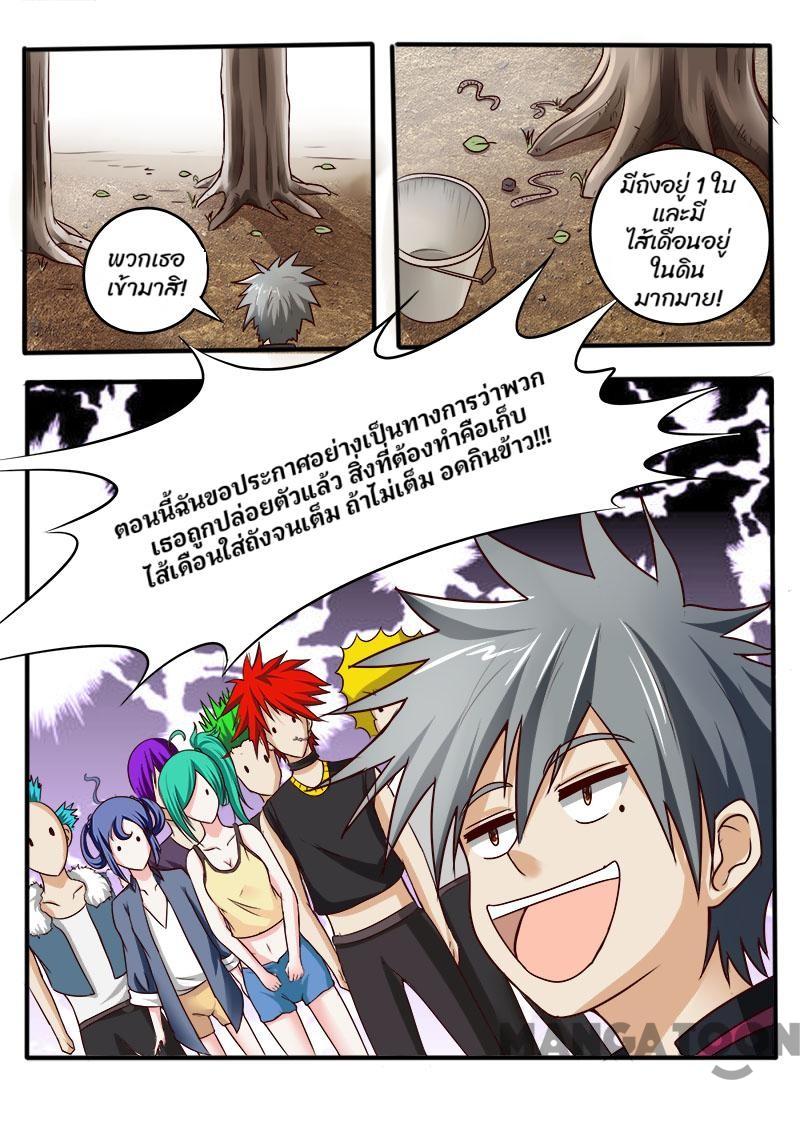 พวกเธอ
เข้ามาสิ!
มีถังอยู่ 1 ใบ
และมี
ไส้เดือนอยู่
ในดิน
มากมาย!
ตอนนี้ฉันขอประกาศอย่างเป็นทางการว่าพวก
เธอถูกปล่อยตัวแล้ว สิ่งที่ต้องทำคือเก็บ
ไส้เดือนใส่ถังจนเต็ม ถ้าไม่เต็ม อดกินข้าว!!!
MANGATOON